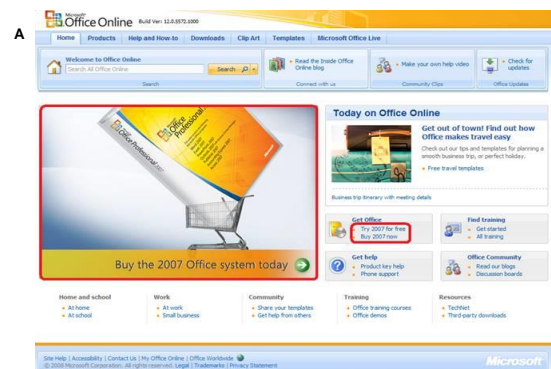 A
Microsoft
Office Online Build Ver: 12.0.5572.1000
Home Products Help and How-to Downloads Clip Art Templates Microsoft Office Live
Welcome to Office Online
Search All Office Online
Search
Search
Read the Inside Office Online blog
Connect with us
Make your own help video
Community Clips
Check for updates
Office Updates
Office Professional 2007
Office Professional 2007
Buy the 2007 Office system today
Today on Office Online
Get out of town! Find out how
Office makes travel easy
Check out our tips and templates for planning a
smooth business trip, or perfect holiday.
Free travel templates
Business trip itinerary with meeting details
Get Office
Try 2007 for free
Buy 2007 now
Find training
Get started
All training
Get help
Product key help
Phone support
Office Community
Read our blogs
Discussion boards
Home and school
At home
At school
Work
At work
Small business
Community
Share your templates
Get help from others
Training
Office training courses
Office demos
Resources
TechNet
Third-party downloads
Site Help | Accessibility | Contact Us | My Office Online | Office Worldwide
© 2008 Microsoft Corporation. All rights reserved. Legal | Trademarks | Privacy Statement
Microsoft